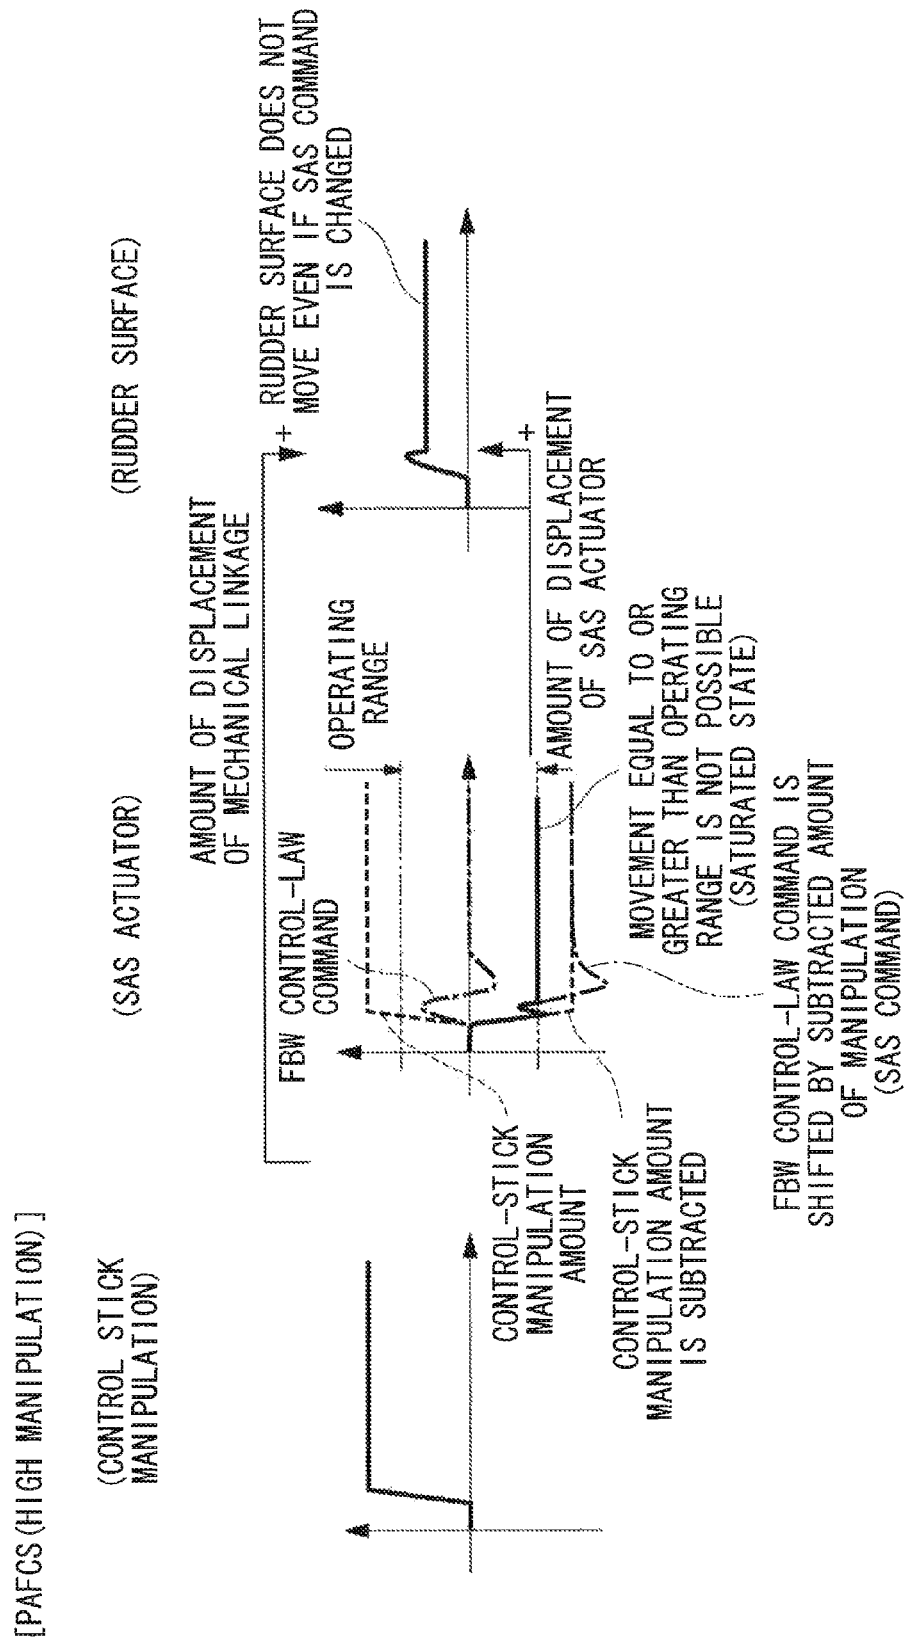 [PAFCS(HIGH MANIPULATION)]
(CONTROL STICK
MANIPULATION)
(SAS ACTUATOR)
(RUDDER SURFACE)
AMOUNT OF DISPLACEMENT
OF MECHANICAL LINKAGE
FBW CONTROL-LAW
COMMAND
OPERATING
RANGE
+
RUDDER SURFACE DOES NOT
MOVE EVEN IF SAS COMMAND
IS CHANGED
+
AMOUNT OF DISPLACEMENT
OF SAS ACTUATOR
CONTROL-STICK
MANIPULATION
AMOUNT
CONTROL-STICK
MANIPULATION AMOUNT
IS SUBTRACTED
MOVEMENT EQUAL TO OR
GREATER THAN OPERATING
RANGE IS NOT POSSIBLE
(SATURATED STATE)
FBW CONTROL-LAW COMMAND IS
SHIFTED BY SUBTRACTED AMOUNT
OF MANIPULATION
(SAS COMMAND)